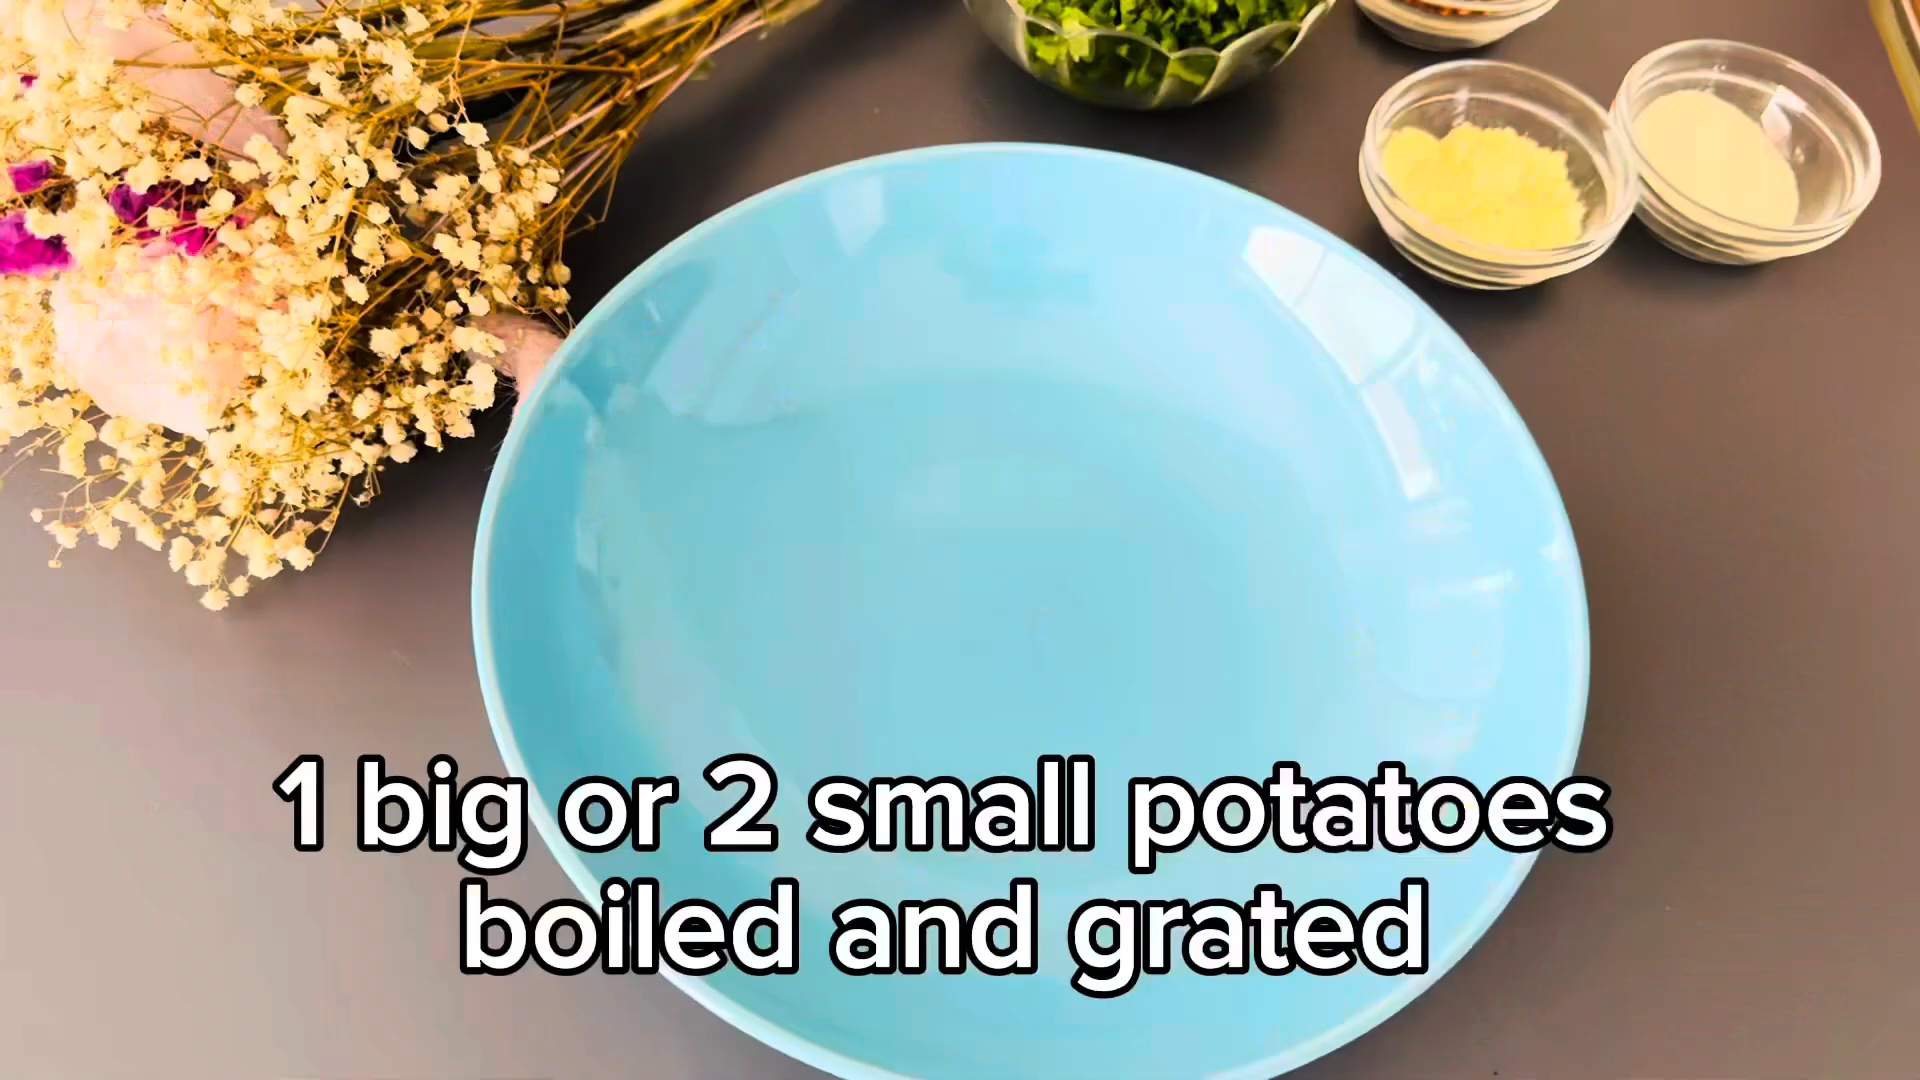 1 big or 2 small potatoes
boiled and grated